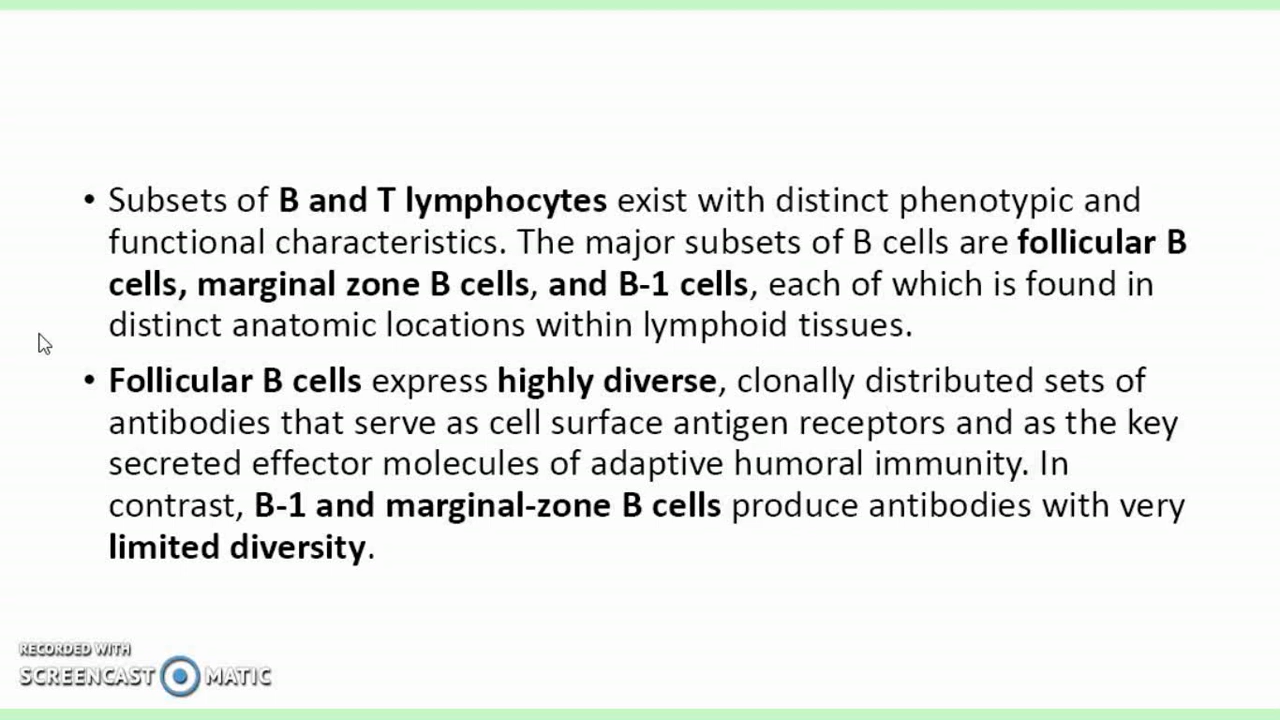 • Subsets of B and T lymphocytes exist with distinct phenotypic and
functional characteristics. The major subsets of B cells are follicular B
cells, marginal zone B cells, and B-1 cells, each of which is found in
distinct anatomic locations within lymphoid tissues.
• Follicular B cells express highly diverse, clonally distributed sets of
antibodies that serve as cell surface antigen receptors and as the key
secreted effector molecules of adaptive humoral immunity. In
contrast, B-1 and marginal-zone B cells produce antibodies with very
limited diversity.
RECORDED WITH
SCREENCAST MATIC